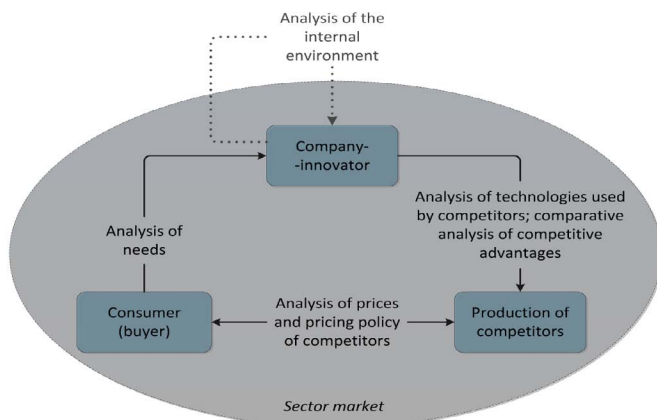 Analysis of the
internal
environment
Company-
-innovator
Analysis of
needs
Analysis of technologies used
by competitors; comparative
analysis of competitive
advantages
Consumer
(buyer)
Analysis of prices
and pricing policy
of competitors
Production of
competitors
Sector market